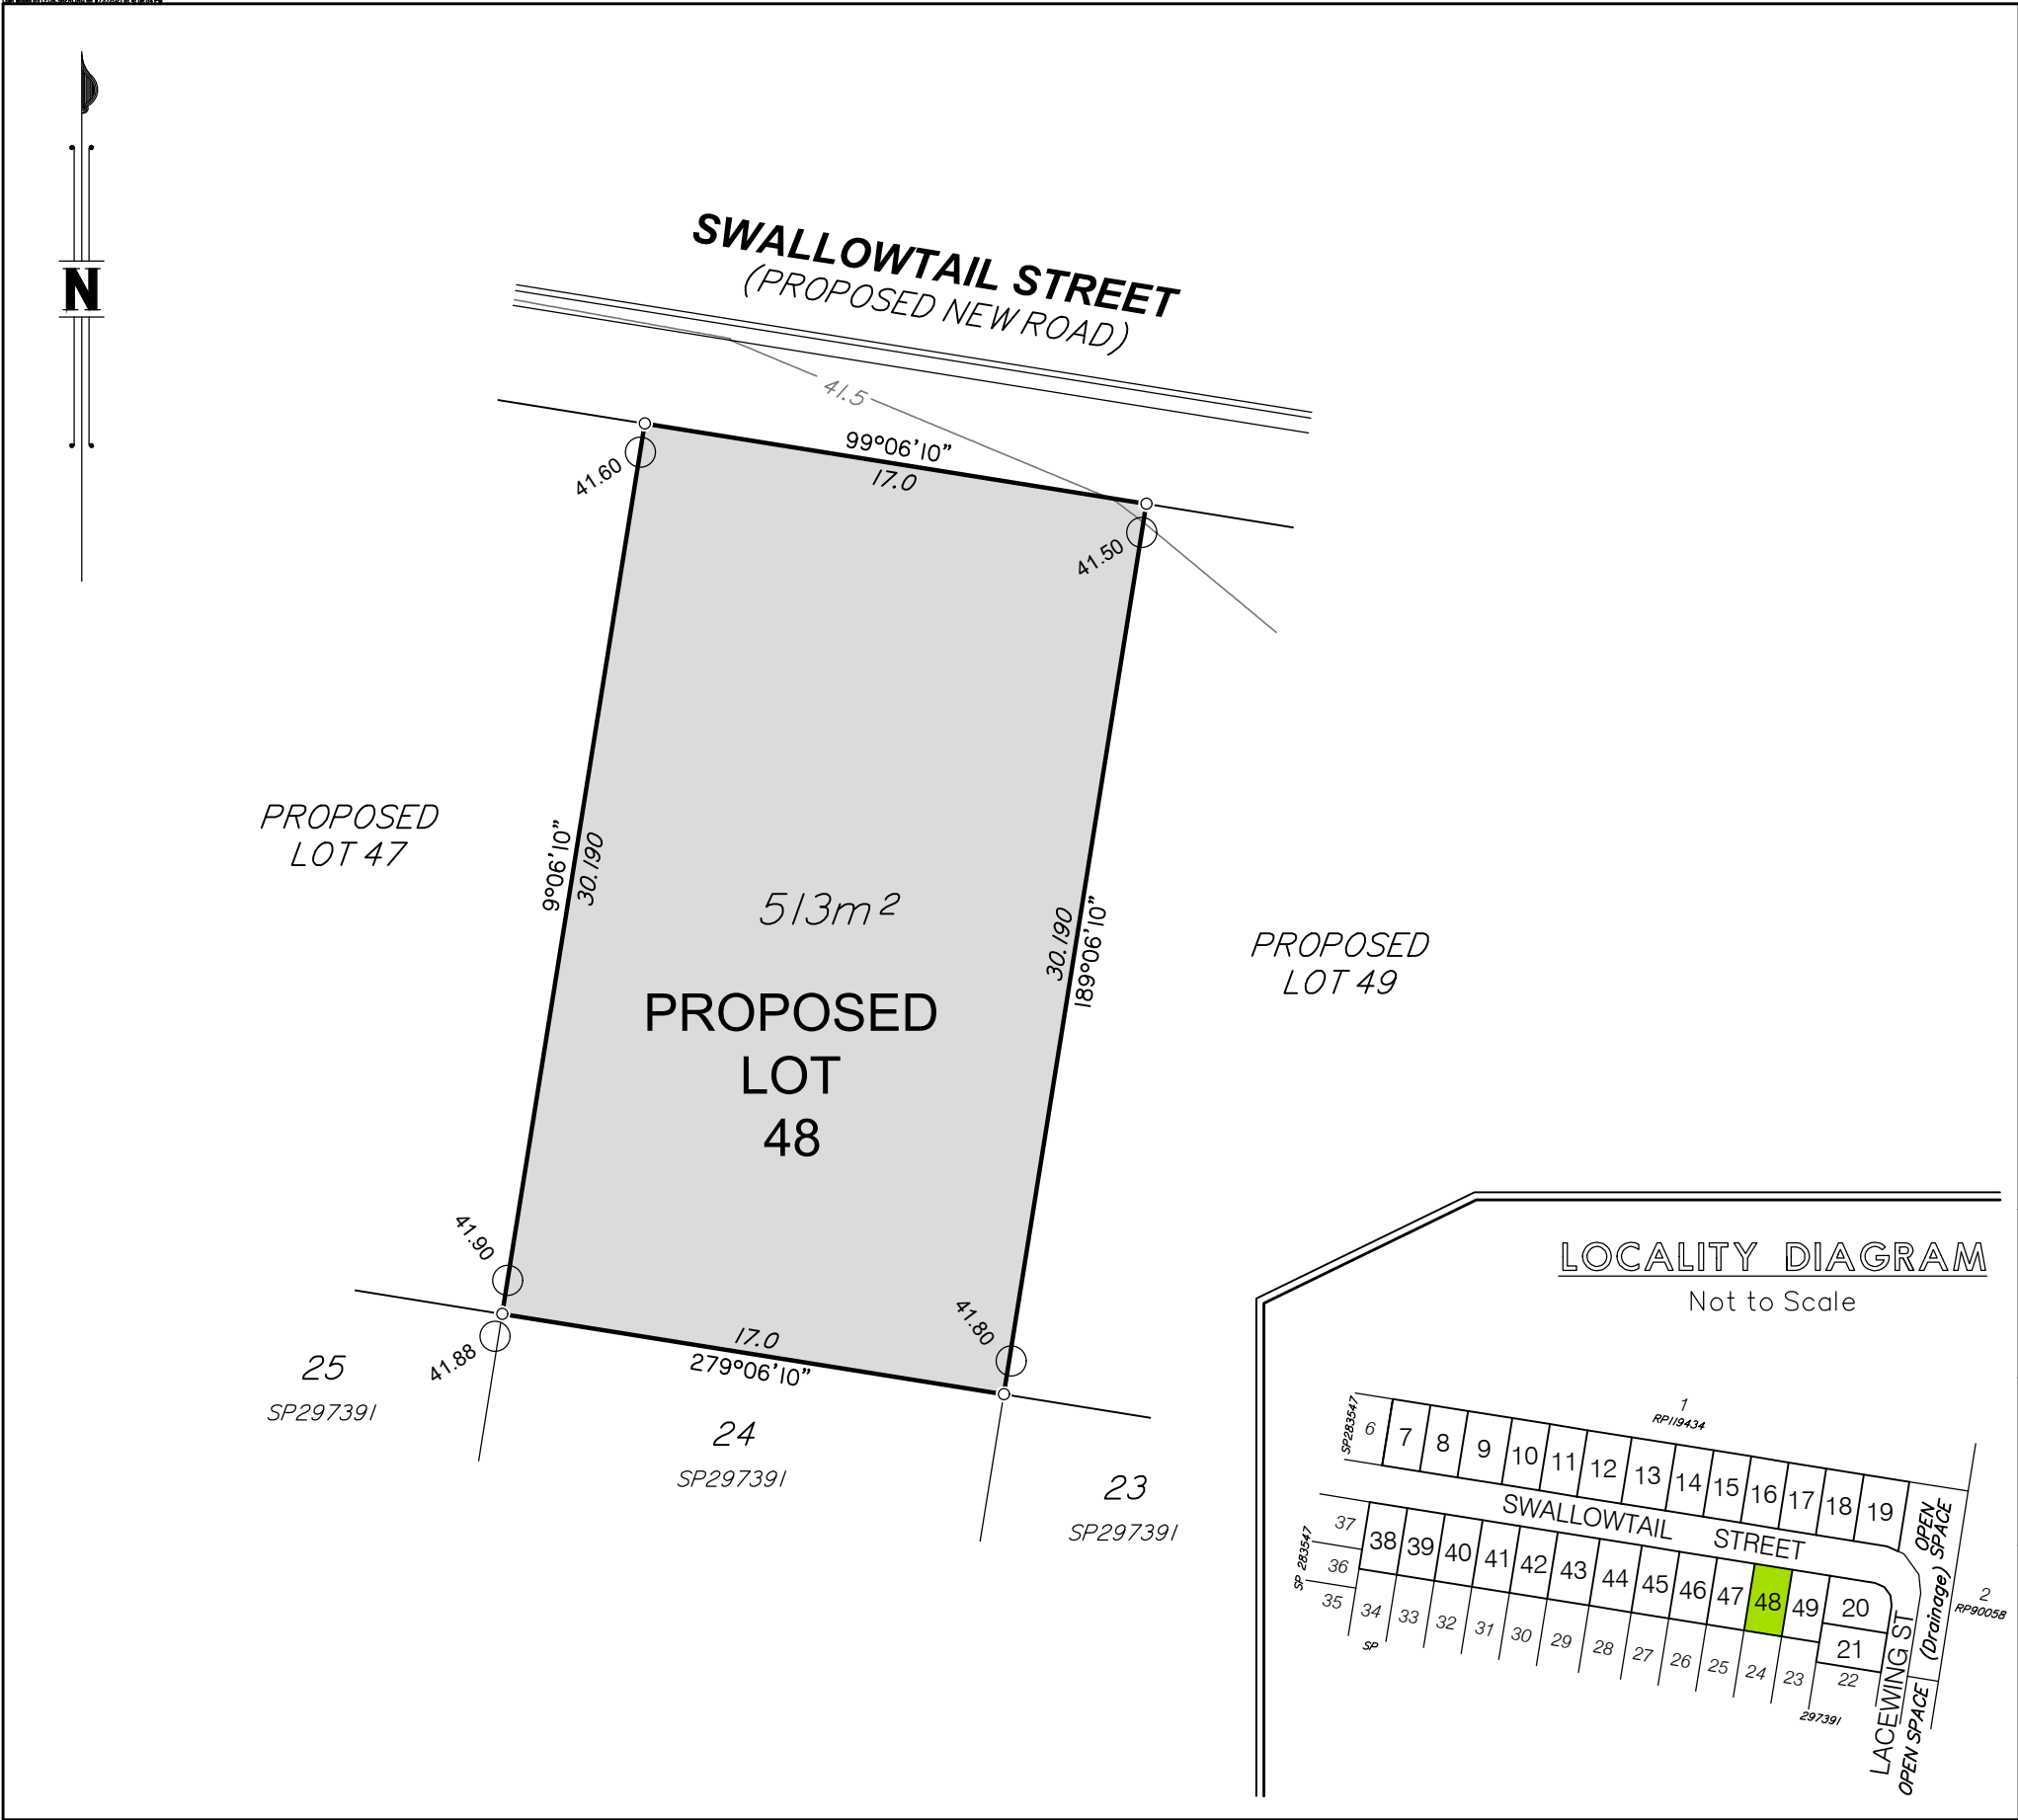 N
SWALLOWTAIL STREET
(PROPOSED NEW ROAD)
41.5
99°06'10"
17.0
41.60
41.50
PROPOSED
LOT 47
9°06'10"
30.190
513m²
30.190
189°06'10"
PROPOSED
LOT 49
PROPOSED
LOT
48
41.90
41.80
41.88
17.0
279°06'10"
25
SP297391
24
SP297391
23
SP297391
LOCALITY DIAGRAM
Not to Scale
1
RP119434
SP283547
6 7 8 9 10 11 12 13 14 15 16 17 18 19
SWALLOWTAIL STREET
OPEN
SPACE
(Drainage)
2
RP90058
37 38 39 40 41 42 43 44 45 46 47 48 49 20
36
21
SP 283547
35 34 33 32 31 30 29 28 27 26 25 24 23 22
SP
297391
LACEWING ST
OPEN SPACE